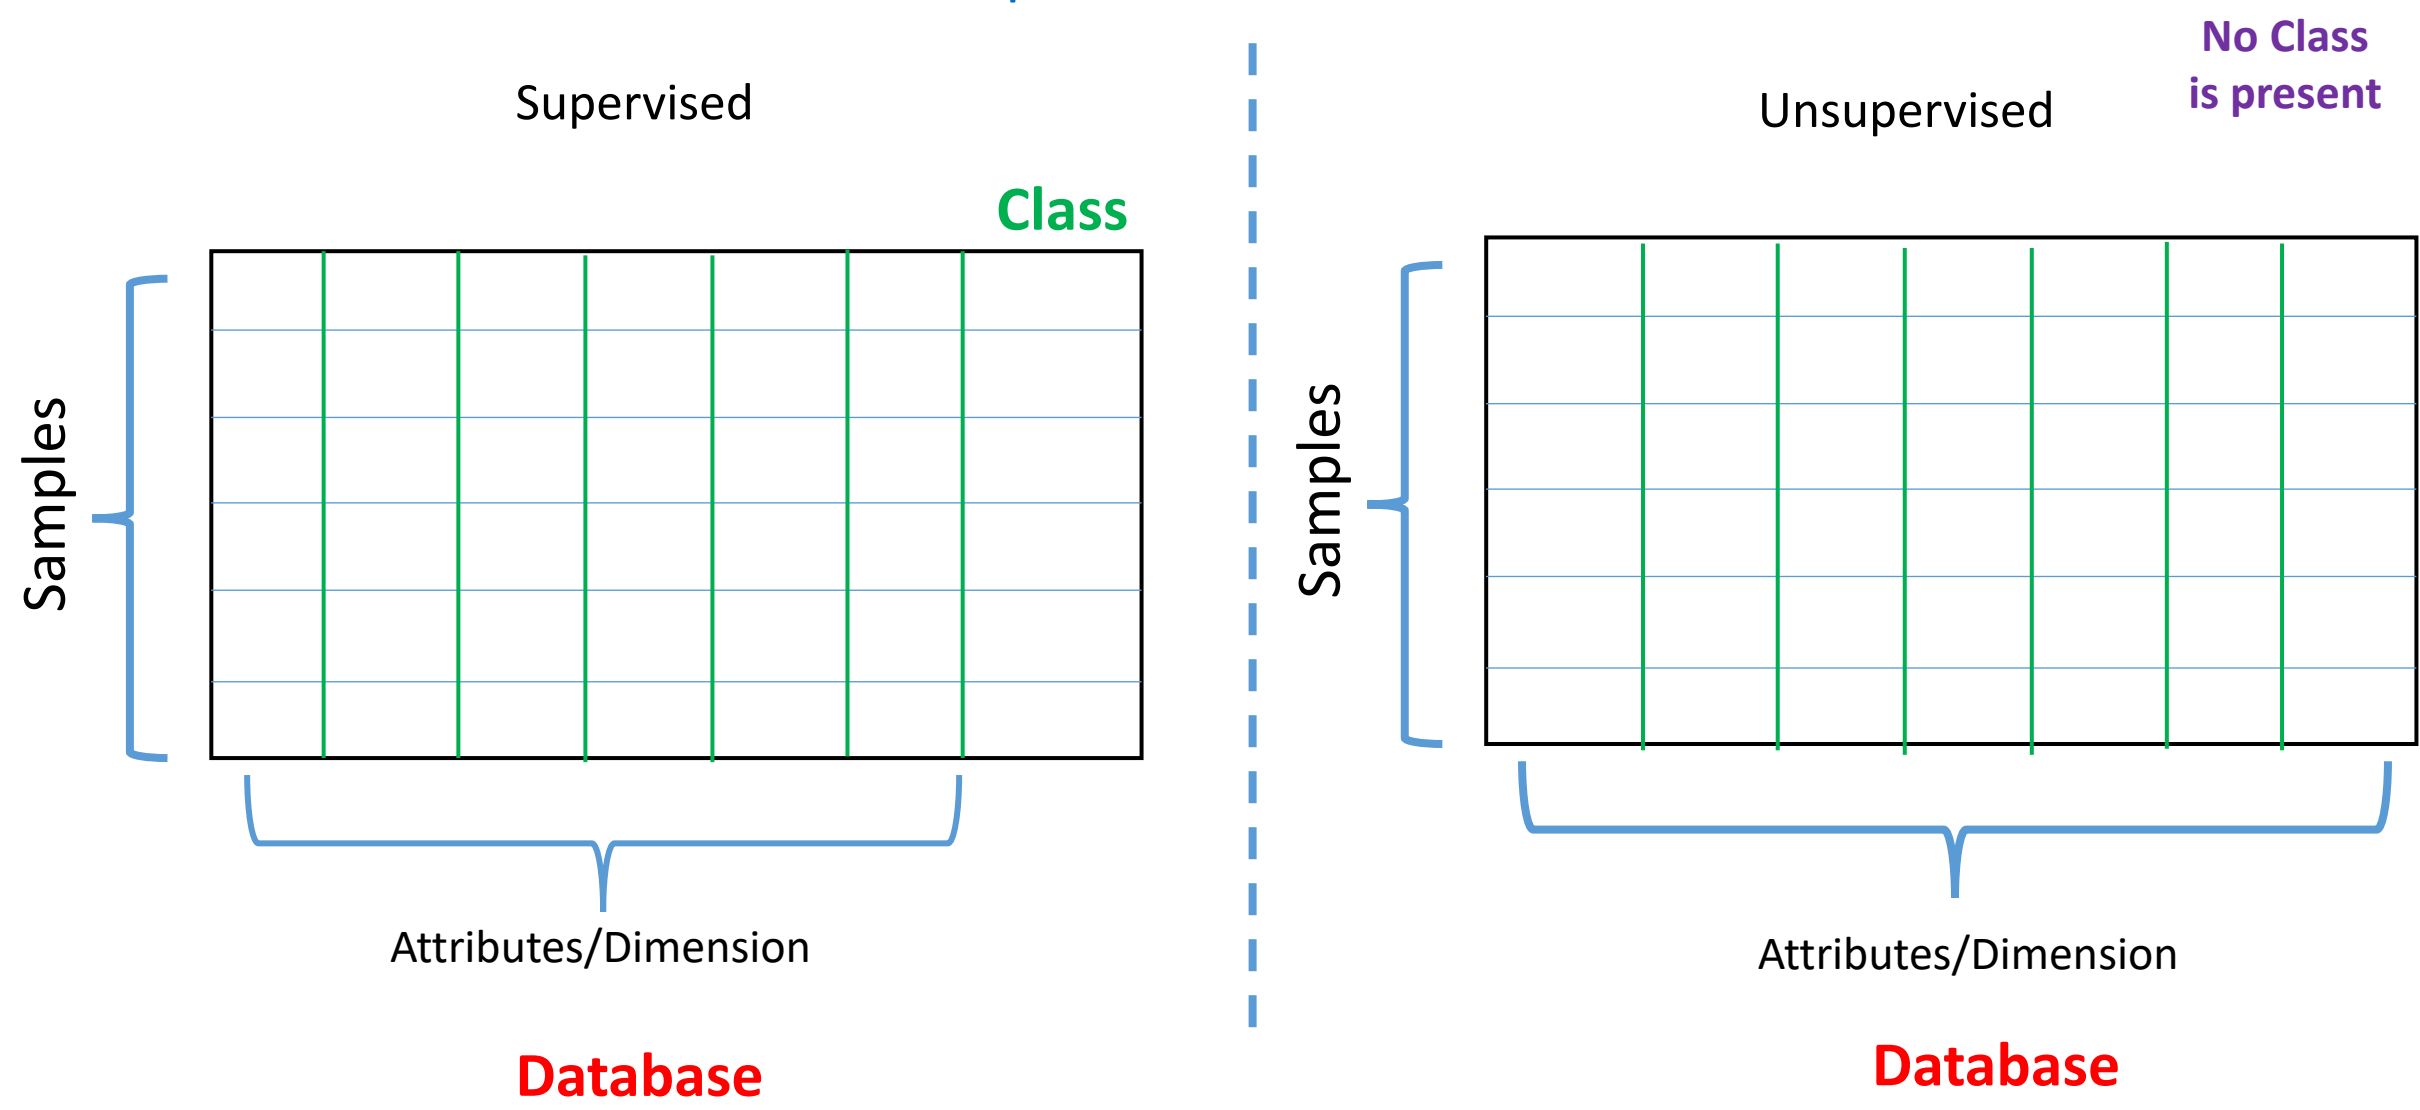 Supervised
Class
Samples
Attributes/Dimension
Database
No Class
is present
Unsupervised
Samples
Attributes/Dimension
Database